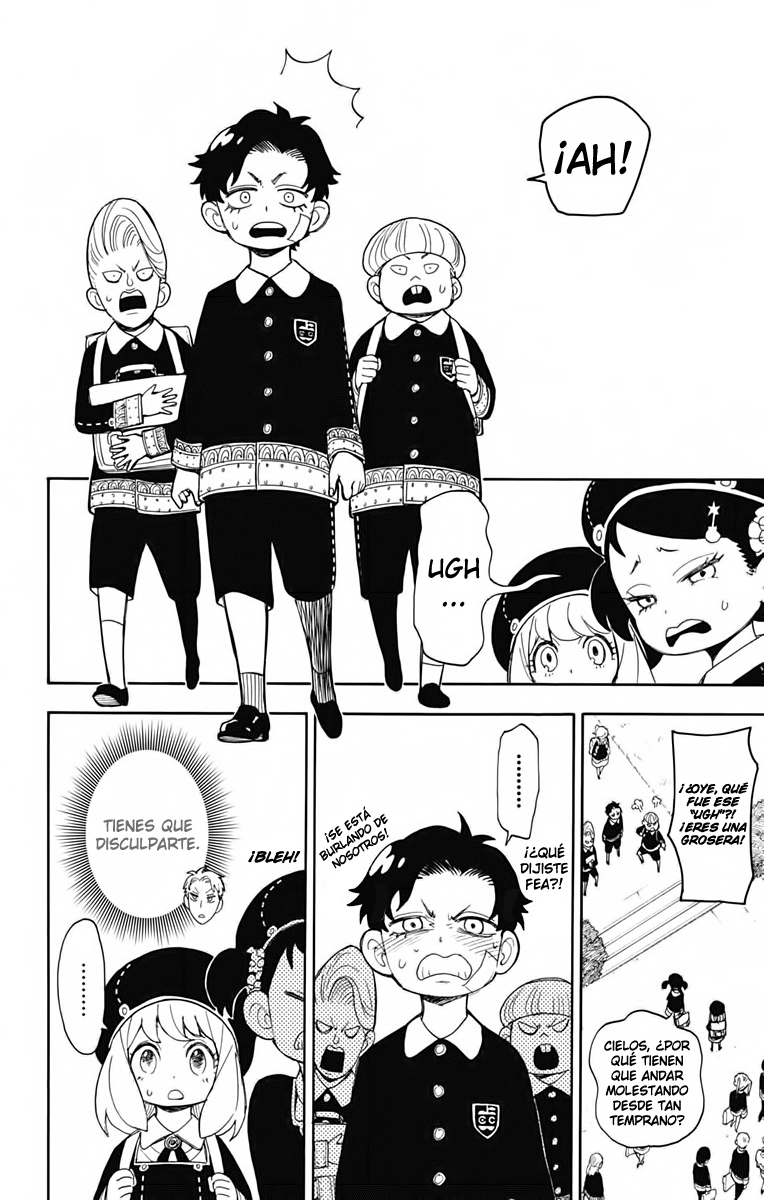 ¡AH!
UGH
...
¡¿OYE, QUÉ
FUE ESE
"UGH"?!
¡ERES UNA
GROSERA!
CIELOS, ¿POR
QUÉ TIENEN
QUE ANDAR
MOLESTANDO
DESDE TAN
TEMPRANO?
.........
¡¿QUÉ
DIJISTE
FEA?!
¡SE ESTÁ
BURLANDO DE
NOSOTROS!
¡BLEH!
TIENES QUE
DISCULPARTE.
.........